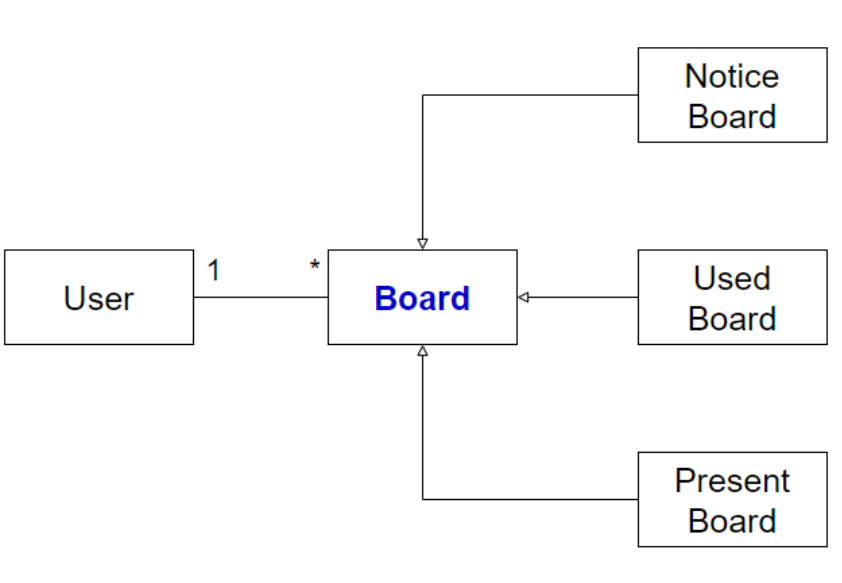 Notice
Board
User
1
*
Board
Used
Board
Present
Board